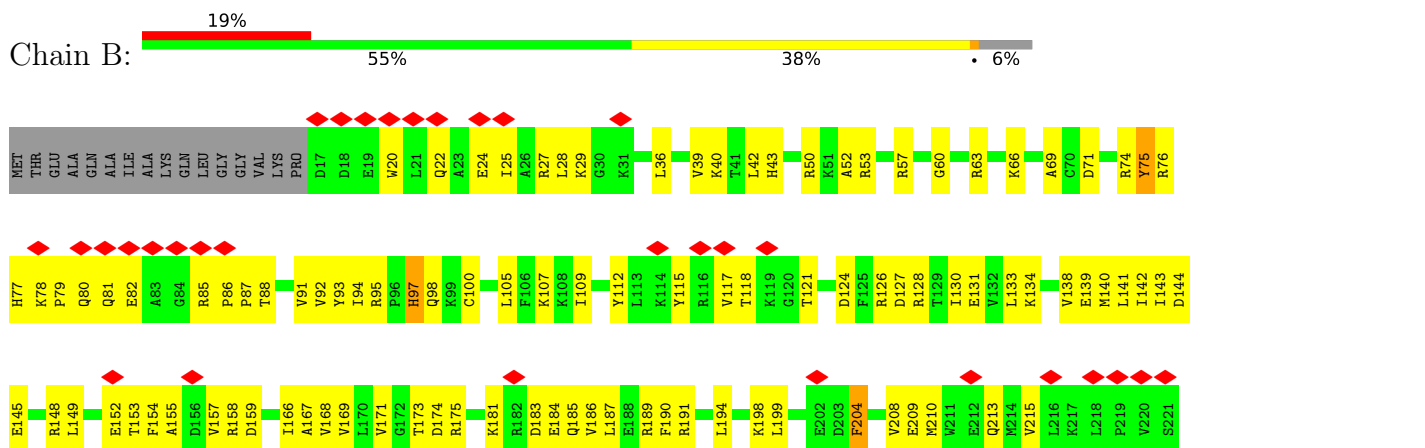 19%
Chain B:
55% 38% • 6%
MET THR GLU ALA GLN ALA ILE ALA LYS GLN LEU GLY GLY VAL LYS PRO D17 D18 E19 W20 L21 Q22 A23 E24 I25 A26 R27 L28 K29 G30 K31 L36 V39 K40 T41 L42 H43 R50 K51 A52 R53 R57 G60 R63 K66 A69 C70 D71 R74 Y75 R76
H77 K78 P79 Q80 Q81 E82 A83 G84 R85 P86 P87 T88 V91 V92 Y93 I94 R95 P96 H97 Q98 K99 C100 L105 F106 K107 K108 I109 Y112 L113 K114 Y115 R116 V117 T118 K119 G120 T121 D124 F125 R126 D127 R128 T129 I130 E131 V132 L133 K134 V138 E139 M140 L141 I142 I143 D144
E145 R148 L149 E152 T153 F154 A155 D156 V157 R158 D159 I166 A167 V168 V169 L170 V171 G172 T173 D174 R175 K181 R182 D183 E184 Q185 V186 L187 E188 R189 F190 R191 L194 K198 L199 E202 D203 F204 V208 E209 M210 W211 E212 Q213 M214 V215 L216 K217 L218 P219 V220 S221